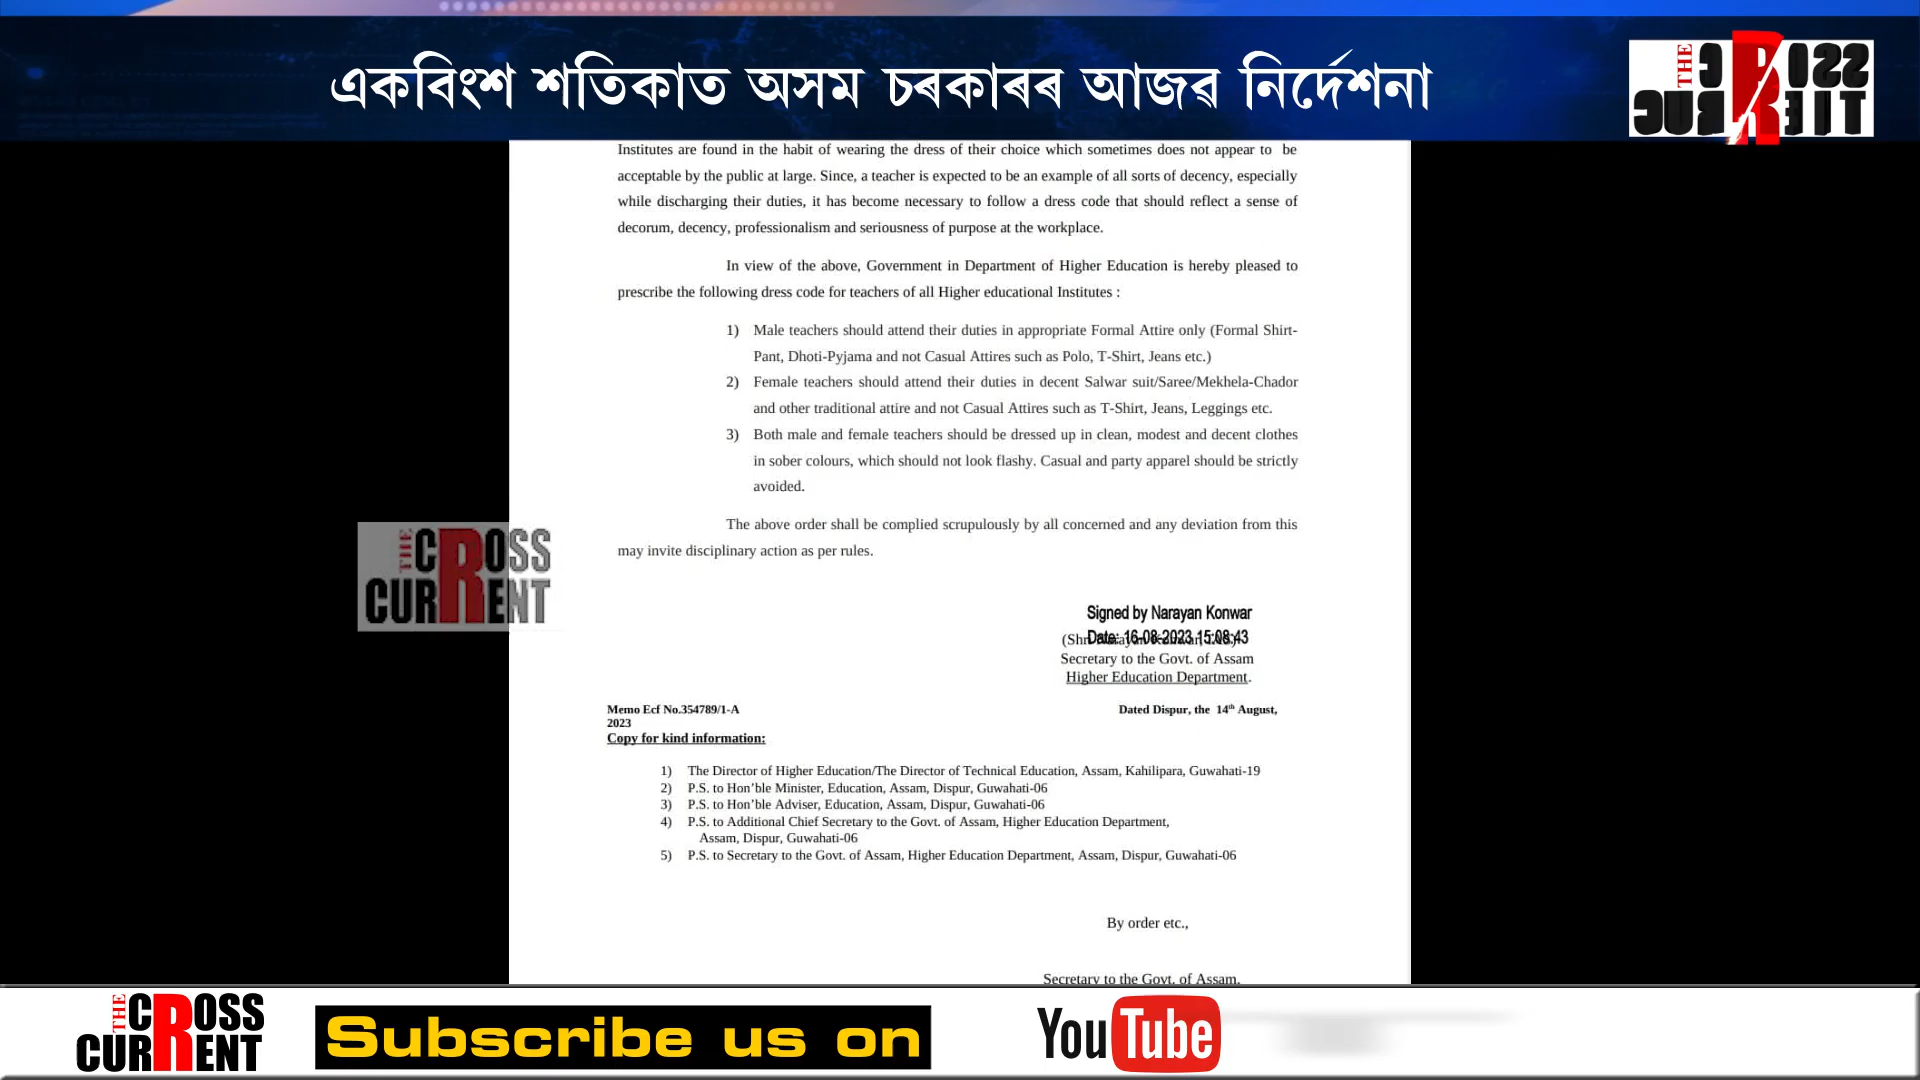 একবিংশ শতিকাত অসম চৰকাৰৰ আজৱ নিৰ্দেশনা
THE CROSS CURRENT
Institutes are found in the habit of wearing the dress of their choice which sometimes does not appear to be
acceptable by the public at large. Since, a teacher is expected to be an example of all sorts of decency, especially
while discharging their duties, it has become necessary to follow a dress code that should reflect a sense of
decorum, decency, professionalism and seriousness of purpose at the workplace.
In view of the above, Government in Department of Higher Education is hereby pleased to
prescribe the following dress code for teachers of all Higher educational Institutes :
1) Male teachers should attend their duties in appropriate Formal Attire only (Formal Shirt-
Pant, Dhoti-Pyjama and not Casual Attires such as Polo, T-Shirt, Jeans etc.)
2) Female teachers should attend their duties in decent Salwar suit/Saree/Mekhela-Chador
and other traditional attire and not Casual Attires such as T-Shirt, Jeans, Leggings etc.
3) Both male and female teachers should be dressed up in clean, modest and decent clothes
in sober colours, which should not look flashy. Casual and party apparel should be strictly
avoided.
The above order shall be complied scrupulously by all concerned and any deviation from this
may invite disciplinary action as per rules.
THE CROSS
CURRENT
Signed by Narayan Konwar
Date: 16-08-2023 15:08:43
Secretary to the Govt. of Assam
Higher Education Department.
Memo Ecf No.354789/1-A Dated Dispur, the 14th August,
2023
Copy for kind information:
1) The Director of Higher Education/The Director of Technical Education, Assam, Kahilipara, Guwahati-19
2) P.S. to Hon’ble Minister, Education, Assam, Dispur, Guwahati-06
3) P.S. to Hon’ble Adviser, Education, Assam, Dispur, Guwahati-06
4) P.S. to Additional Chief Secretary to the Govt. of Assam, Higher Education Department,
Assam, Dispur, Guwahati-06
5) P.S. to Secretary to the Govt. of Assam, Higher Education Department, Assam, Dispur, Guwahati-06
By order etc.,
Secretary to the Govt. of Assam.
THE CROSS
CURRENT
Subscribe us on
YouTube